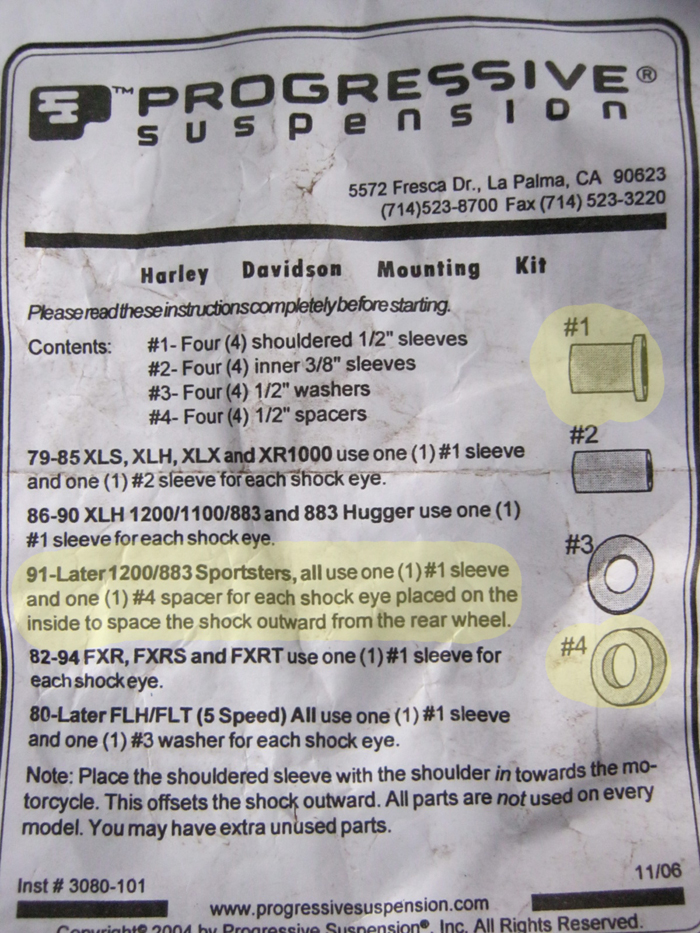 ™PROGRESSIVE®
suspension
5572 Fresca Dr., La Palma, CA 90623
(714)523-8700 Fax (714) 523-3220
Harley Davidson Mounting Kit
Please read these instructions completely before starting.
Contents: #1- Four (4) shouldered 1/2" sleeves
#2- Four (4) inner 3/8" sleeves
#3- Four (4) 1/2" washers
#4- Four (4) 1/2" spacers
#1
#2
79-85 XLS, XLH, XLX and XR1000 use one (1) #1 sleeve
and one (1) #2 sleeve for each shock eye.
86-90 XLH 1200/1100/883 and 883 Hugger use one (1)
#1 sleeve for each shock eye.
#3
91-Later 1200/883 Sportsters, all use one (1) #1 sleeve
and one (1) #4 spacer for each shock eye placed on the
inside to space the shock outward from the rear wheel.
#4
82-94 FXR, FXRS and FXRT use one (1) #1 sleeve for
each shock eye.
80-Later FLH/FLT (5 Speed) All use one (1) #1 sleeve
and one (1) #3 washer for each shock eye.
Note: Place the shouldered sleeve with the shoulder in towards the mo-
torcycle. This offsets the shock outward. All parts are not used on every
model. You may have extra unused parts.
Inst # 3080-101
11/06
www.progressivesuspension.com
Copyright© 2004 by Progressive Suspension®, Inc. All Rights Reserved.